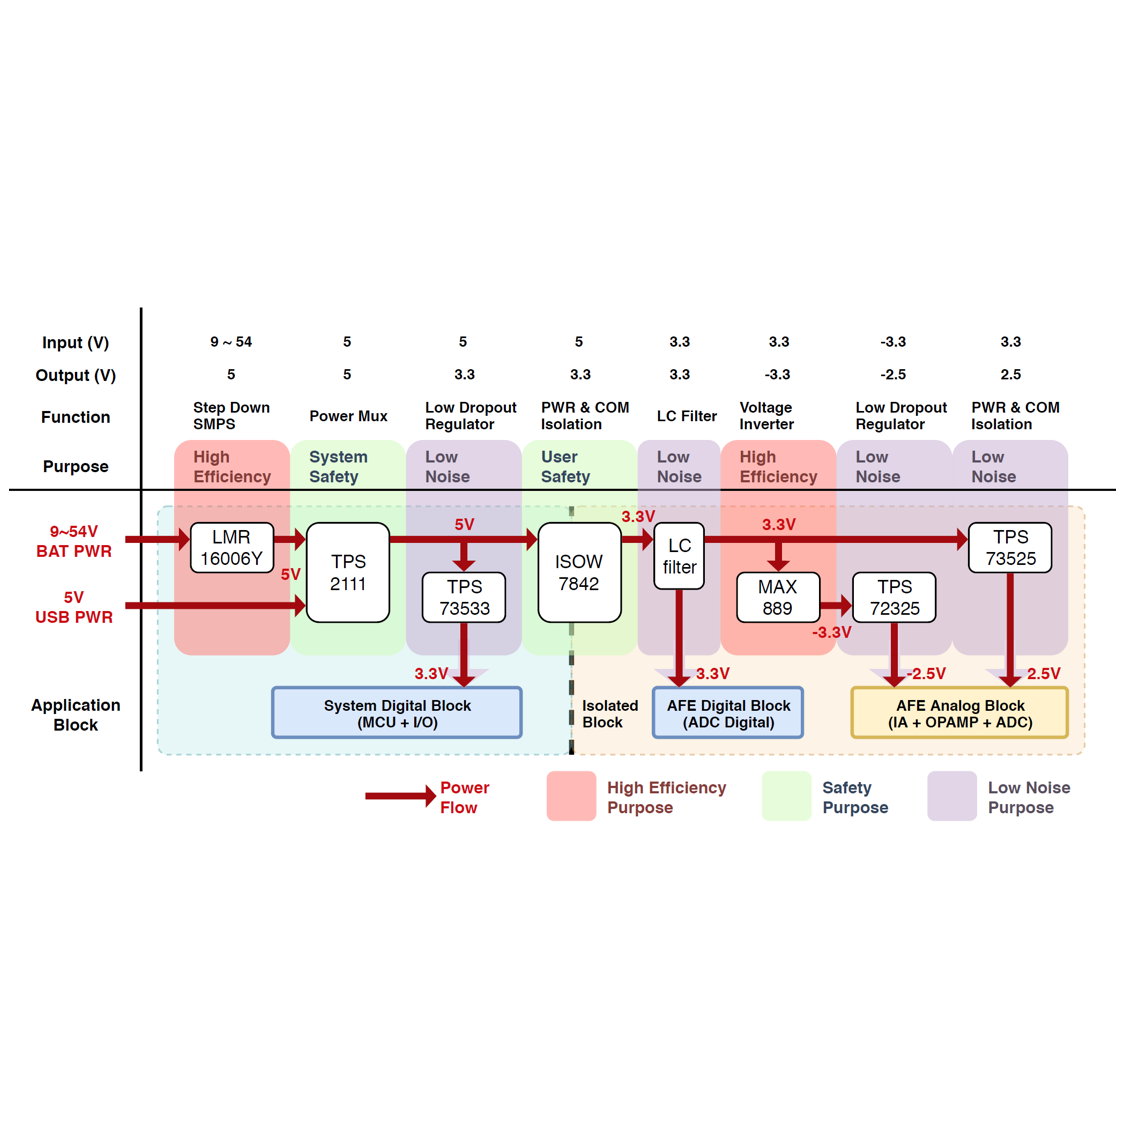 Input (V)
9 ~ 54
5
5
5
3.3
3.3
-3.3
3.3
Output (V)
5
5
3.3
3.3
3.3
-3.3
-2.5
2.5
Function
Step Down
SMPS
Power Mux
Low Dropout
Regulator
PWR & COM
Isolation
LC Filter
Voltage
Inverter
Low Dropout
Regulator
PWR & COM
Isolation
Purpose
High
Efficiency
System
Safety
Low
Noise
User
Safety
Low
Noise
High
Efficiency
Low
Noise
Low
Noise
9~54V
BAT PWR
5V
USB PWR
LMR
16006Y
5V
TPS
2111
5V
TPS
73533
3.3V
ISOW
7842
3.3V
LC
filter
3.3V
3.3V
MAX
889
-3.3V
TPS
72325
-2.5V
TPS
73525
2.5V
Application
Block
System Digital Block
(MCU + I/O)
Isolated
Block
AFE Digital Block
(ADC Digital)
AFE Analog Block
(IA + OPAMP + ADC)
Power
Flow
High Efficiency
Purpose
Safety
Purpose
Low Noise
Purpose